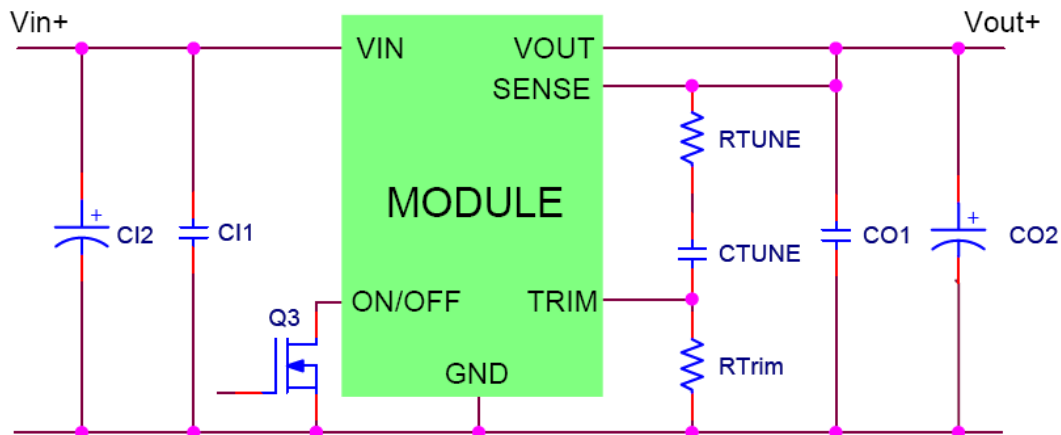 Vin+
Vout+
VIN
VOUT
SENSE
RTUNE
MODULE
CI2
CI1
CTUNE
CO1
CO2
ON/OFF
TRIM
Q3
RTrim
GND
+
+